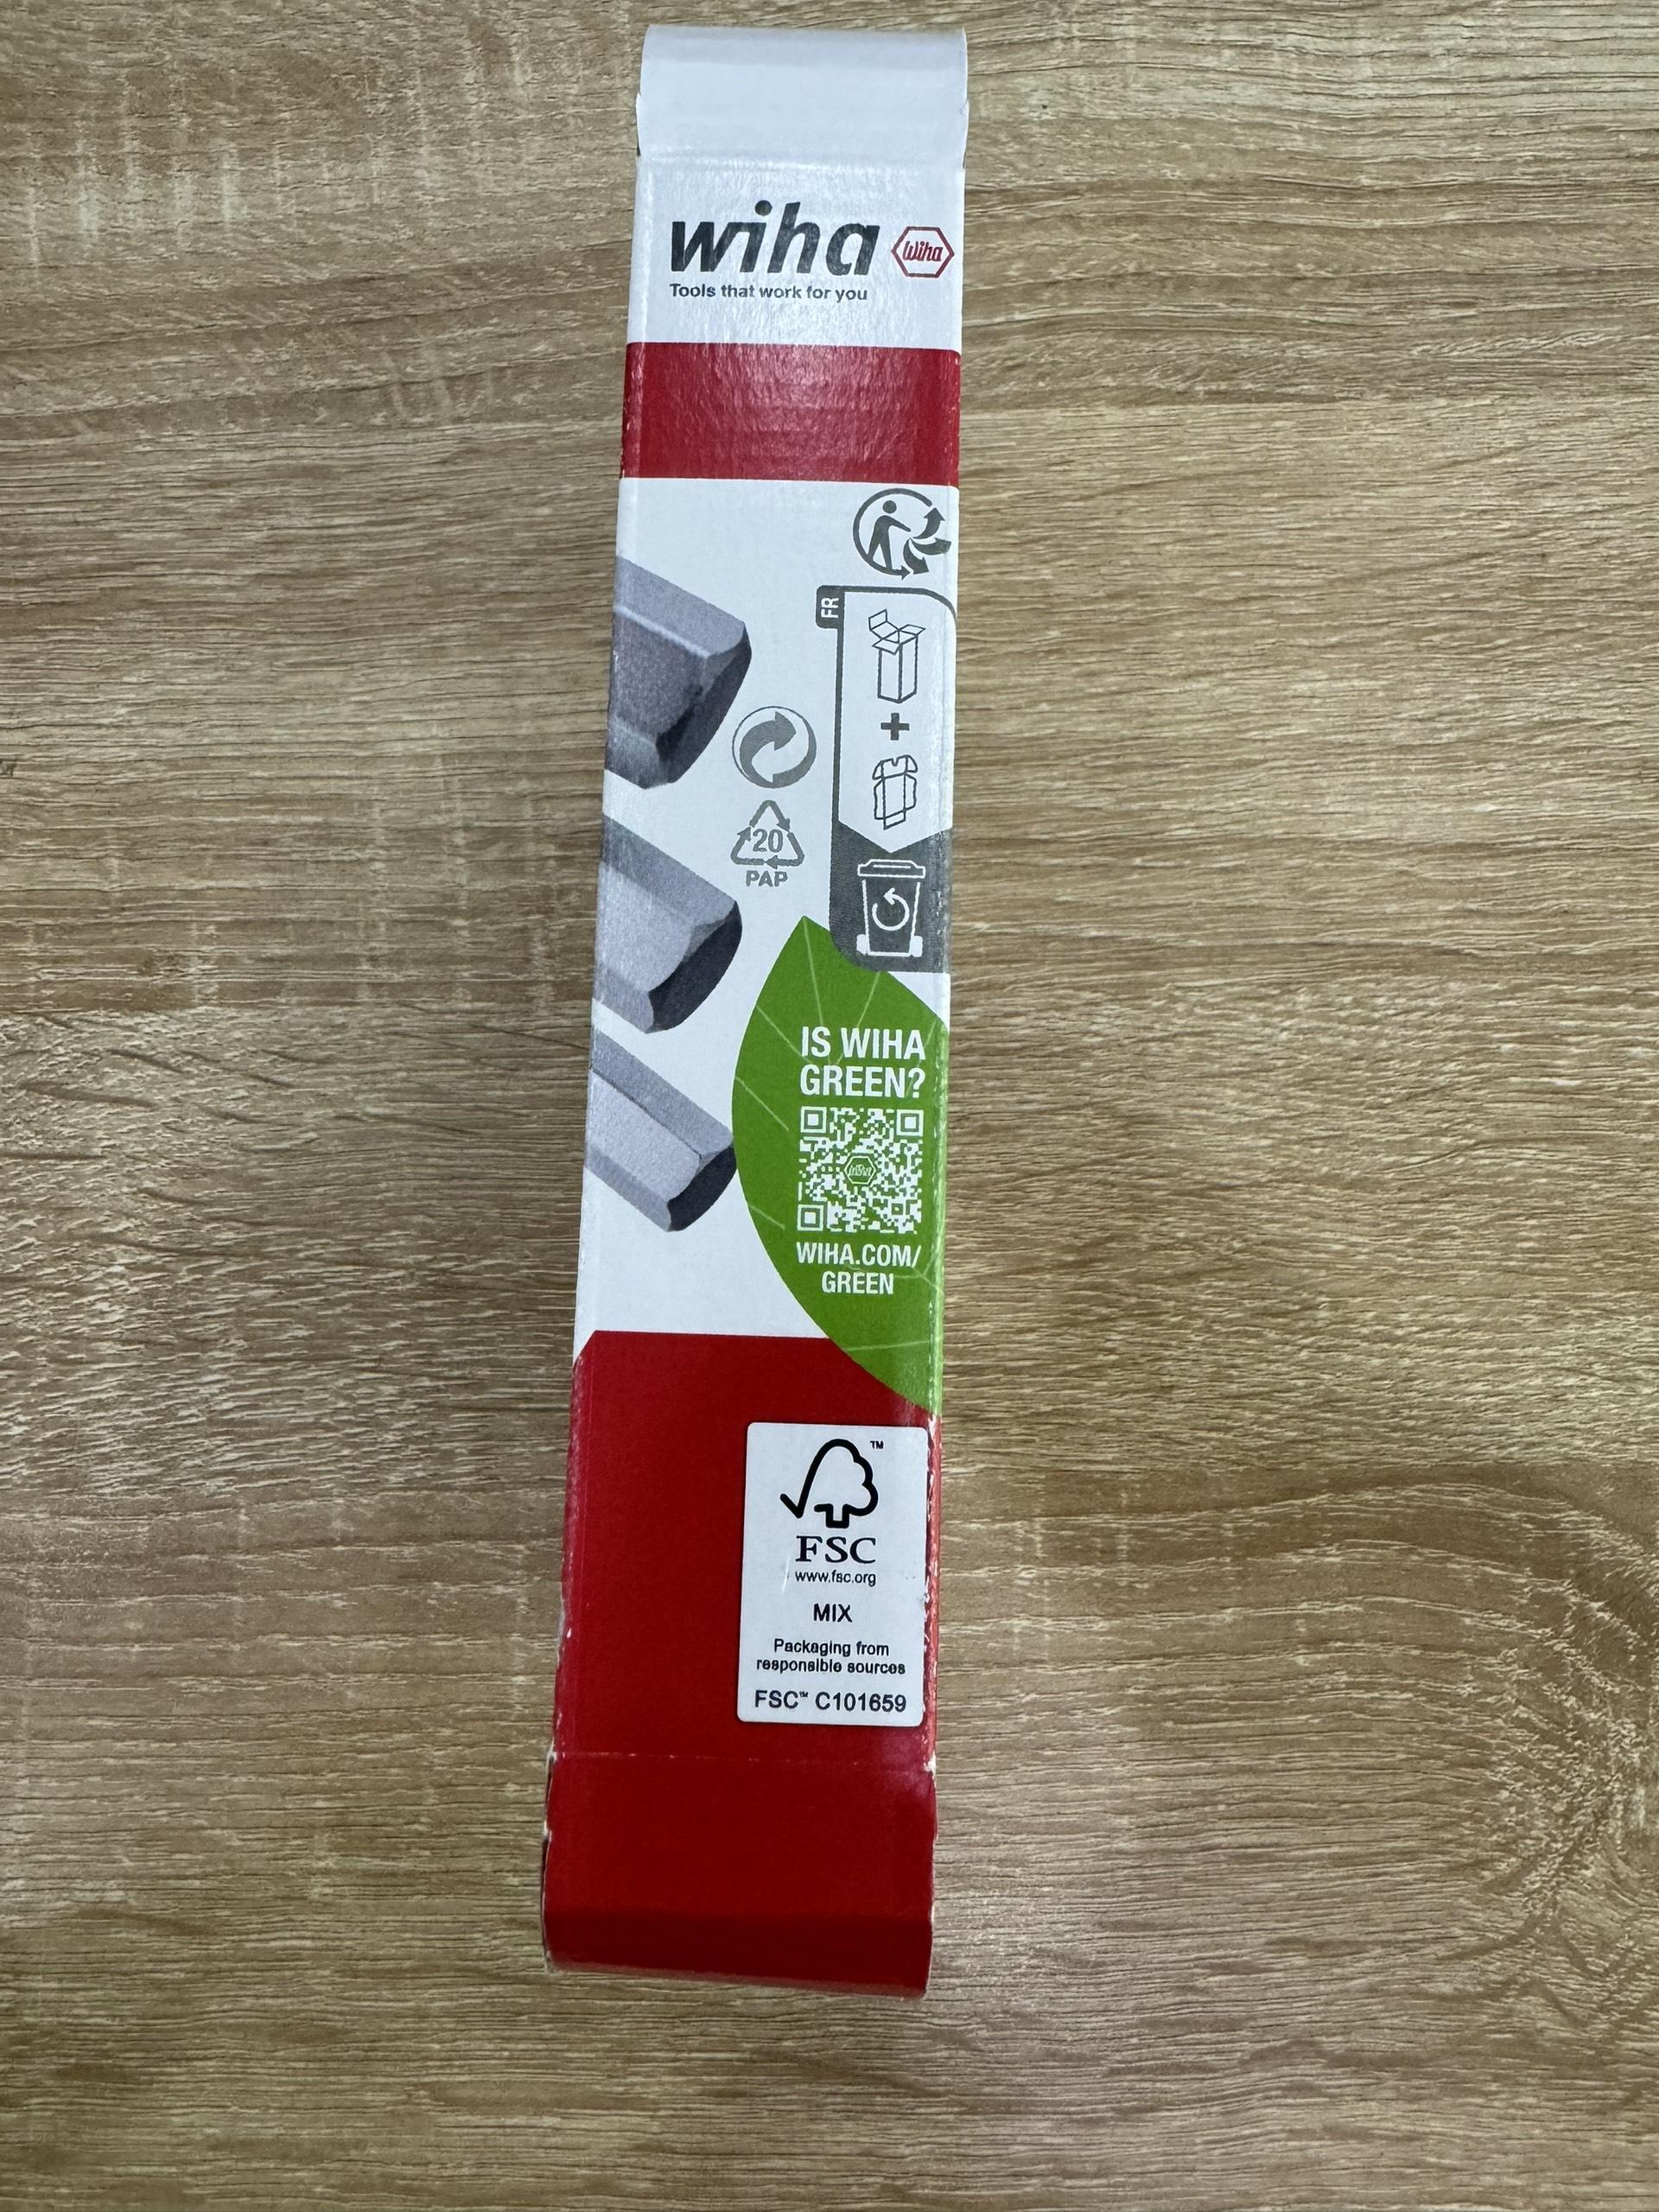 wiha
Wiha
Tools that work for you
FR
20
PAP
IS WIHA
GREEN?
Wiha
WIHA.COM/
GREEN
™
FSC
www.fsc.org
MIX
Packaging from
responsible sources
FSC™ C101659